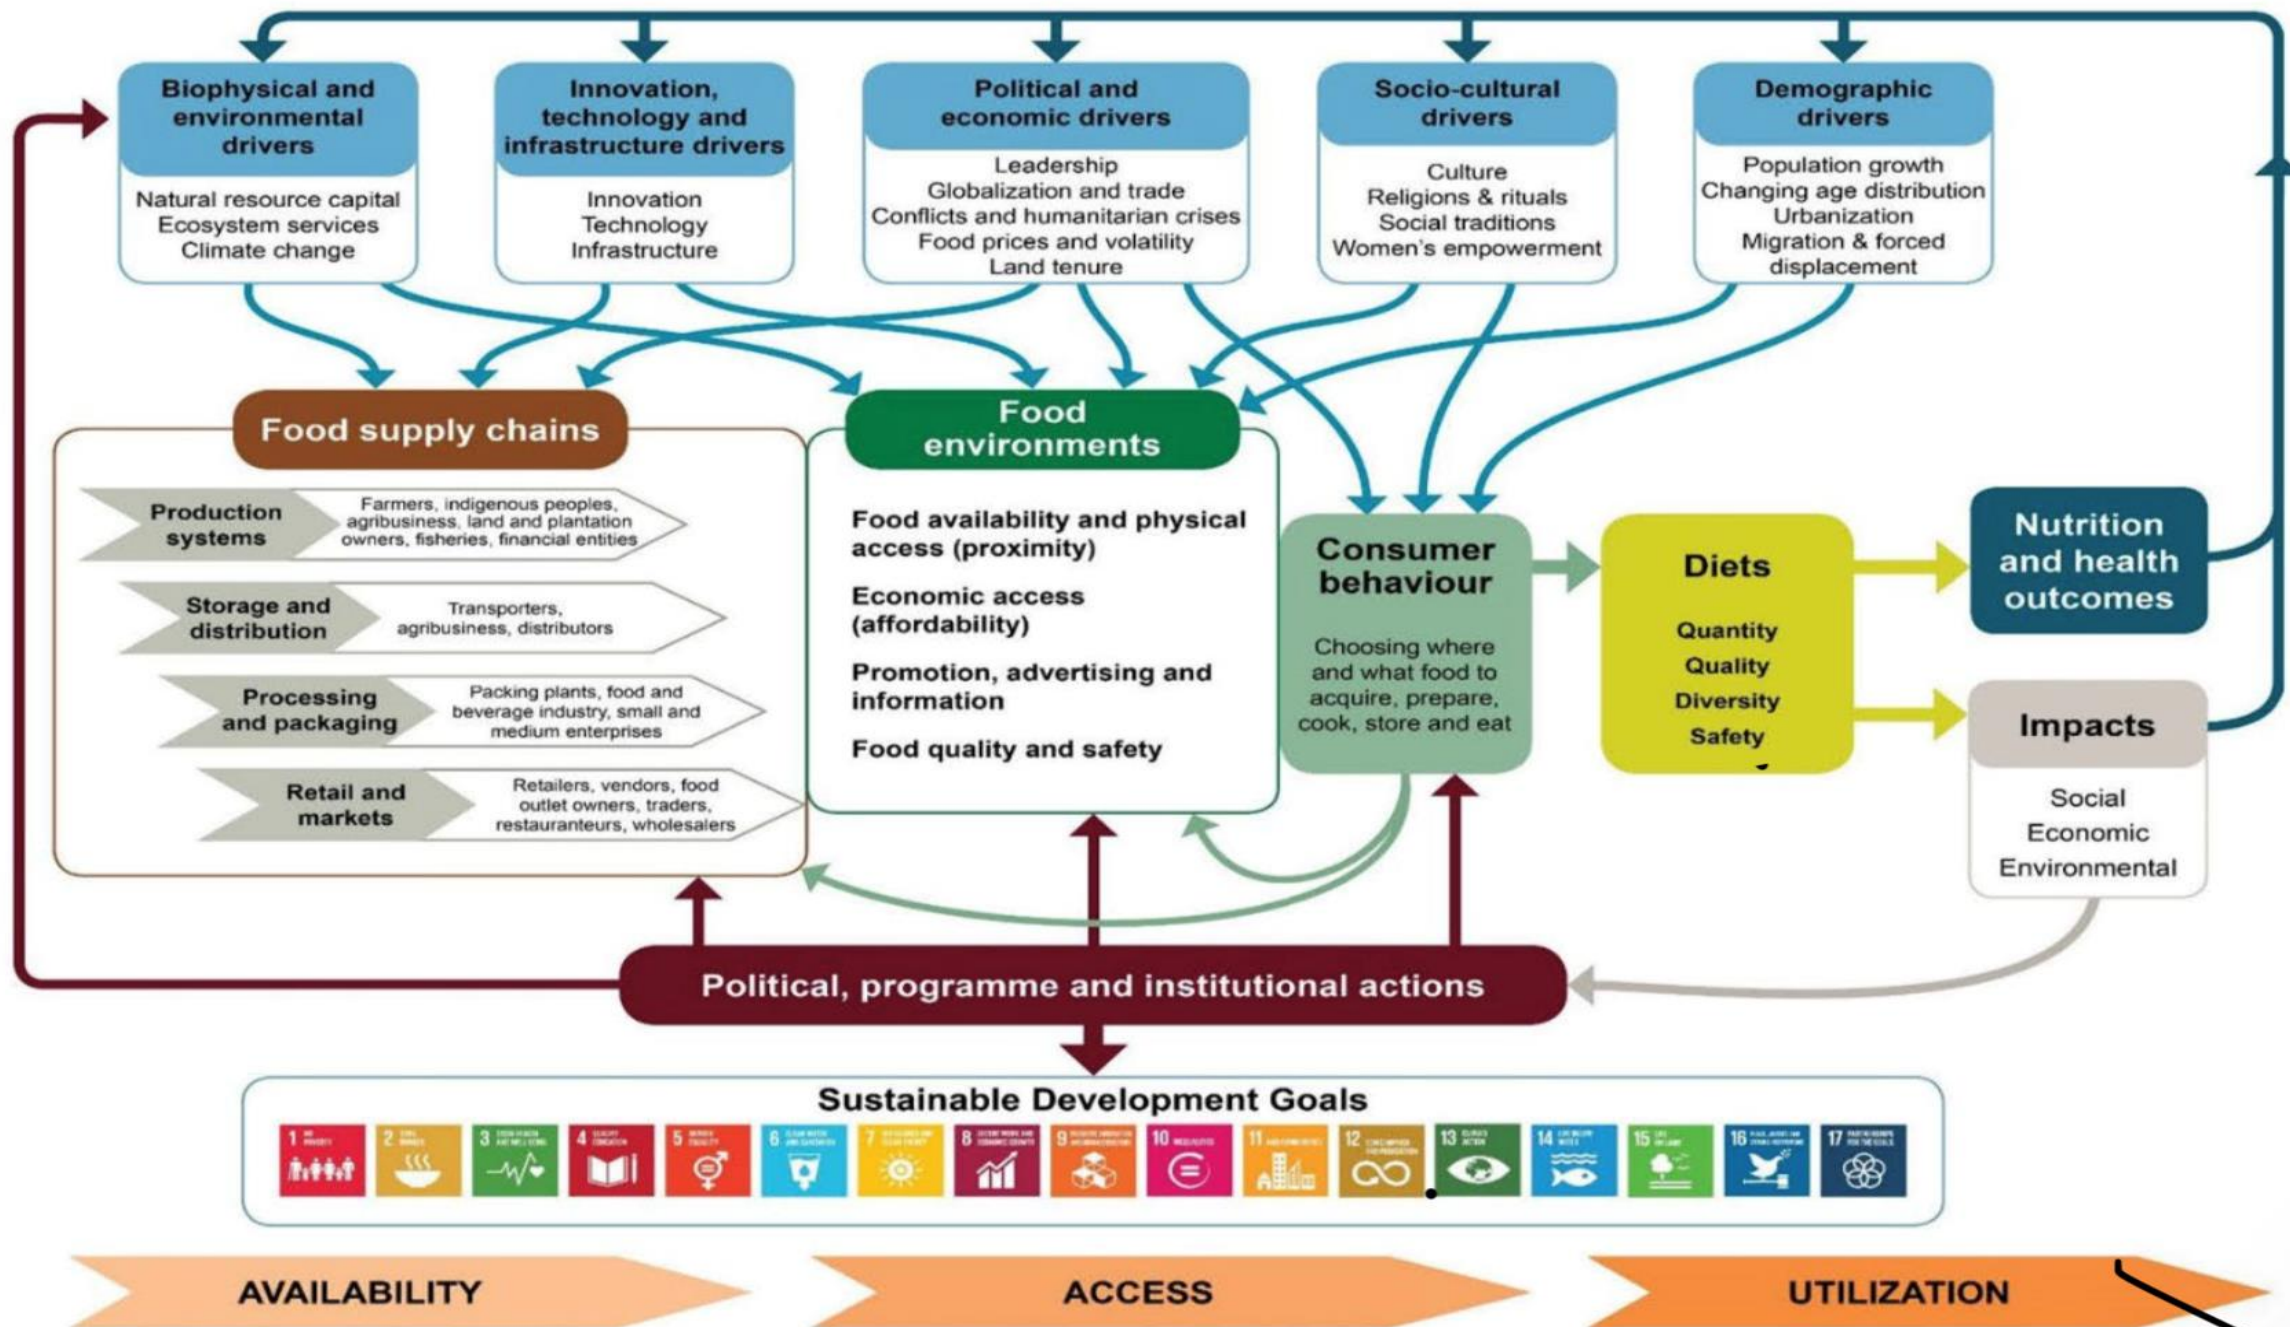 Biophysical and
environmental
drivers
Natural resource capital
Ecosystem services
Climate change
Innovation,
technology and
infrastructure drivers
Innovation
Technology
Infrastructure
Political and
economic drivers
Leadership
Globalization and trade
Conflicts and humanitarian crises
Food prices and volatility
Land tenure
Socio-cultural
drivers
Culture
Religions & rituals
Social traditions
Women's empowerment
Demographic
drivers
Population growth
Changing age distribution
Urbanization
Migration & forced
displacement
Food supply chains
Production
systems
Farmers, indigenous peoples,
agribusiness, land and plantation
owners, fisheries, financial entities
Storage and
distribution
Transporters,
agribusiness, distributors
Processing
and packaging
Packing plants, food and
beverage industry, small and
medium enterprises
Retail and
markets
Retailers, vendors, food
outlet owners, traders,
restauranteurs, wholesalers
Food
environments
Food availability and physical
access (proximity)
Economic access
(affordability)
Promotion, advertising and
information
Food quality and safety
Consumer
behaviour
Choosing where
and what food to
acquire, prepare,
cook, store and eat
Diets
Quantity
Quality
Diversity
Safety
Nutrition
and health
outcomes
Impacts
Social
Economic
Environmental
Political, programme and institutional actions
Sustainable Development Goals
1
2
3
4
5
6
7
8
9
10
11
12
13
14
15
16
17
AVAILABILITY
ACCESS
UTILIZATION